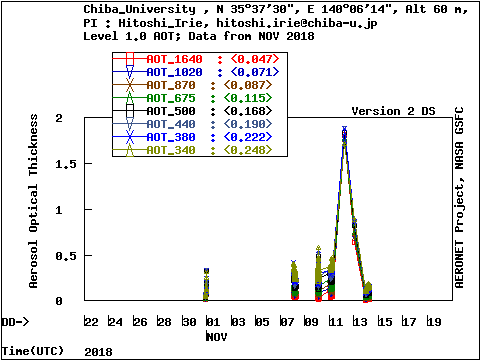 Chiba_University , N 35°37'30", E 140°06'14", Alt 60 m,
PI : Hitoshi_Irie, hitoshi.irie@chiba-u.jp
Level 1.0 AOT; Data from NOV 2018
AOT_1640 : <0.047>
AOT_1020 : <0.071>
AOT_870 : <0.087>
AOT_675 : <0.115>
AOT_500 : <0.168>
AOT_440 : <0.190>
AOT_380 : <0.222>
AOT_340 : <0.248>
Version 2 DS
Aerosol Optical Thickness
2
1.5
1
0.5
0
AERONET Project, NASA GSFC
DD-> 22 24 26 28 30 01 03 05 07 09 11 13 15 17 19
NOV
Time(UTC) 2018